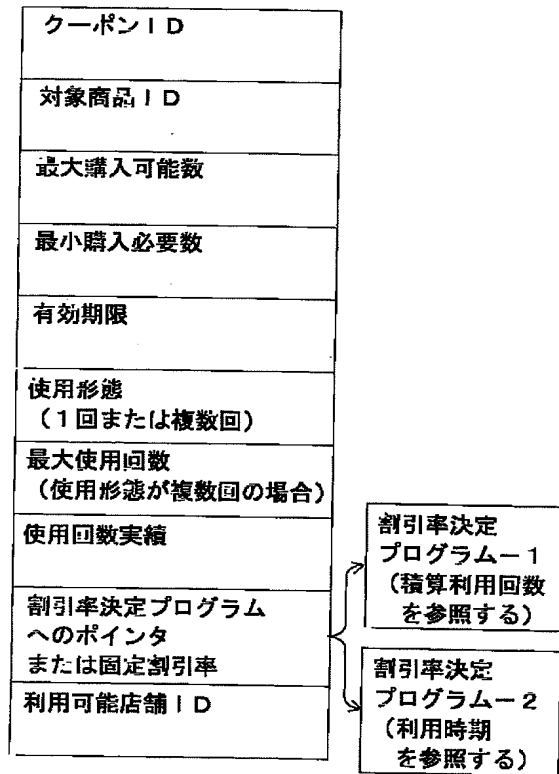 クーポンＩＤ
対象商品ＩＤ
最大購入可能数
最小購入必要数
有効期限
使用形態
（１回または複数回）
最大使用回数
（使用形態が複数回の場合）
使用回数実績
割引率決定プログラム
へのポインタ
または固定割引率
利用可能店舗ＩＤ
割引率決定
プログラムー１
（積算利用回数
を参照する）
割引率決定
プログラムー２
（利用時期
を参照する）